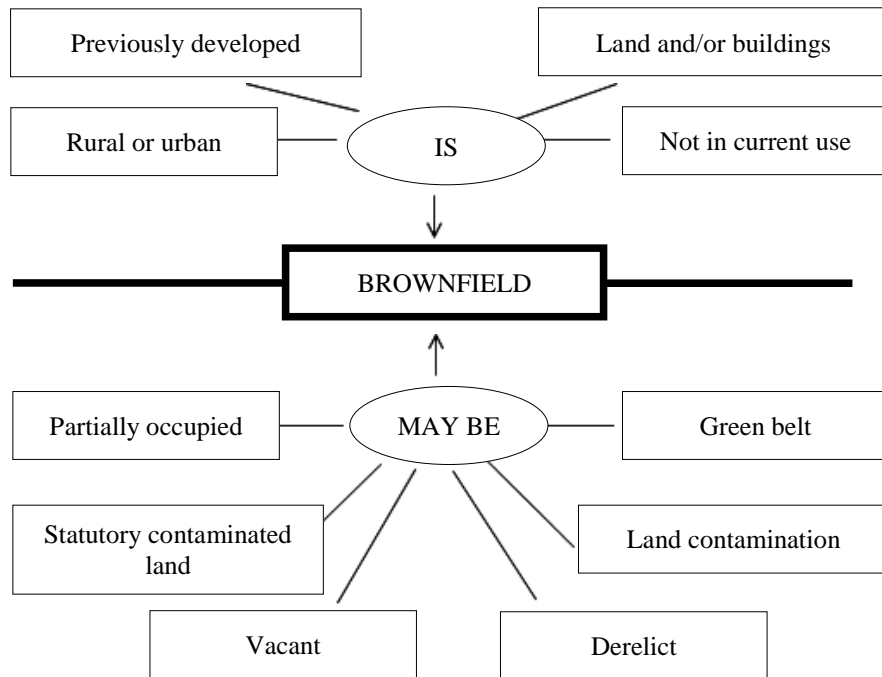 Previously developed
Land and/or buildings
Rural or urban
IS
Not in current use
BROWNFIELD
Partially occupied
MAY BE
Green belt
Statutory contaminated
land
Land contamination
Vacant
Derelict